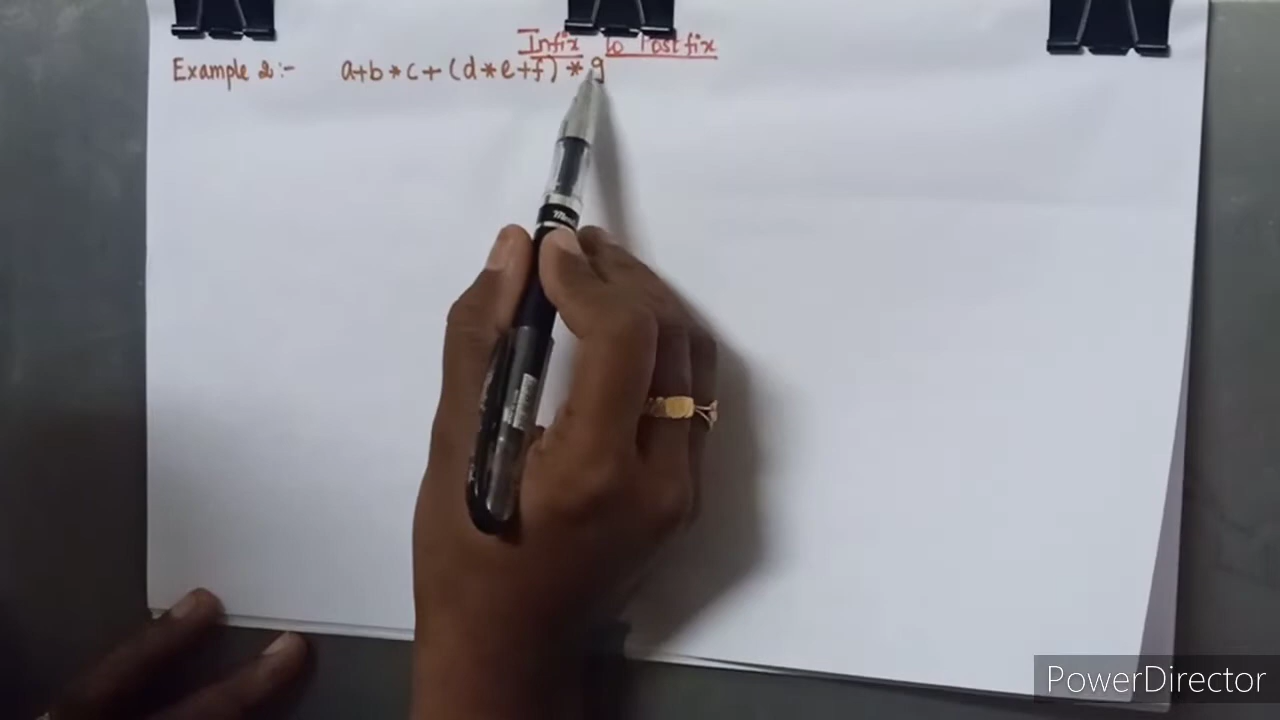 Infix to Postfix
Example 2:- a+b*c+(d*e+f)*g
PowerDirector